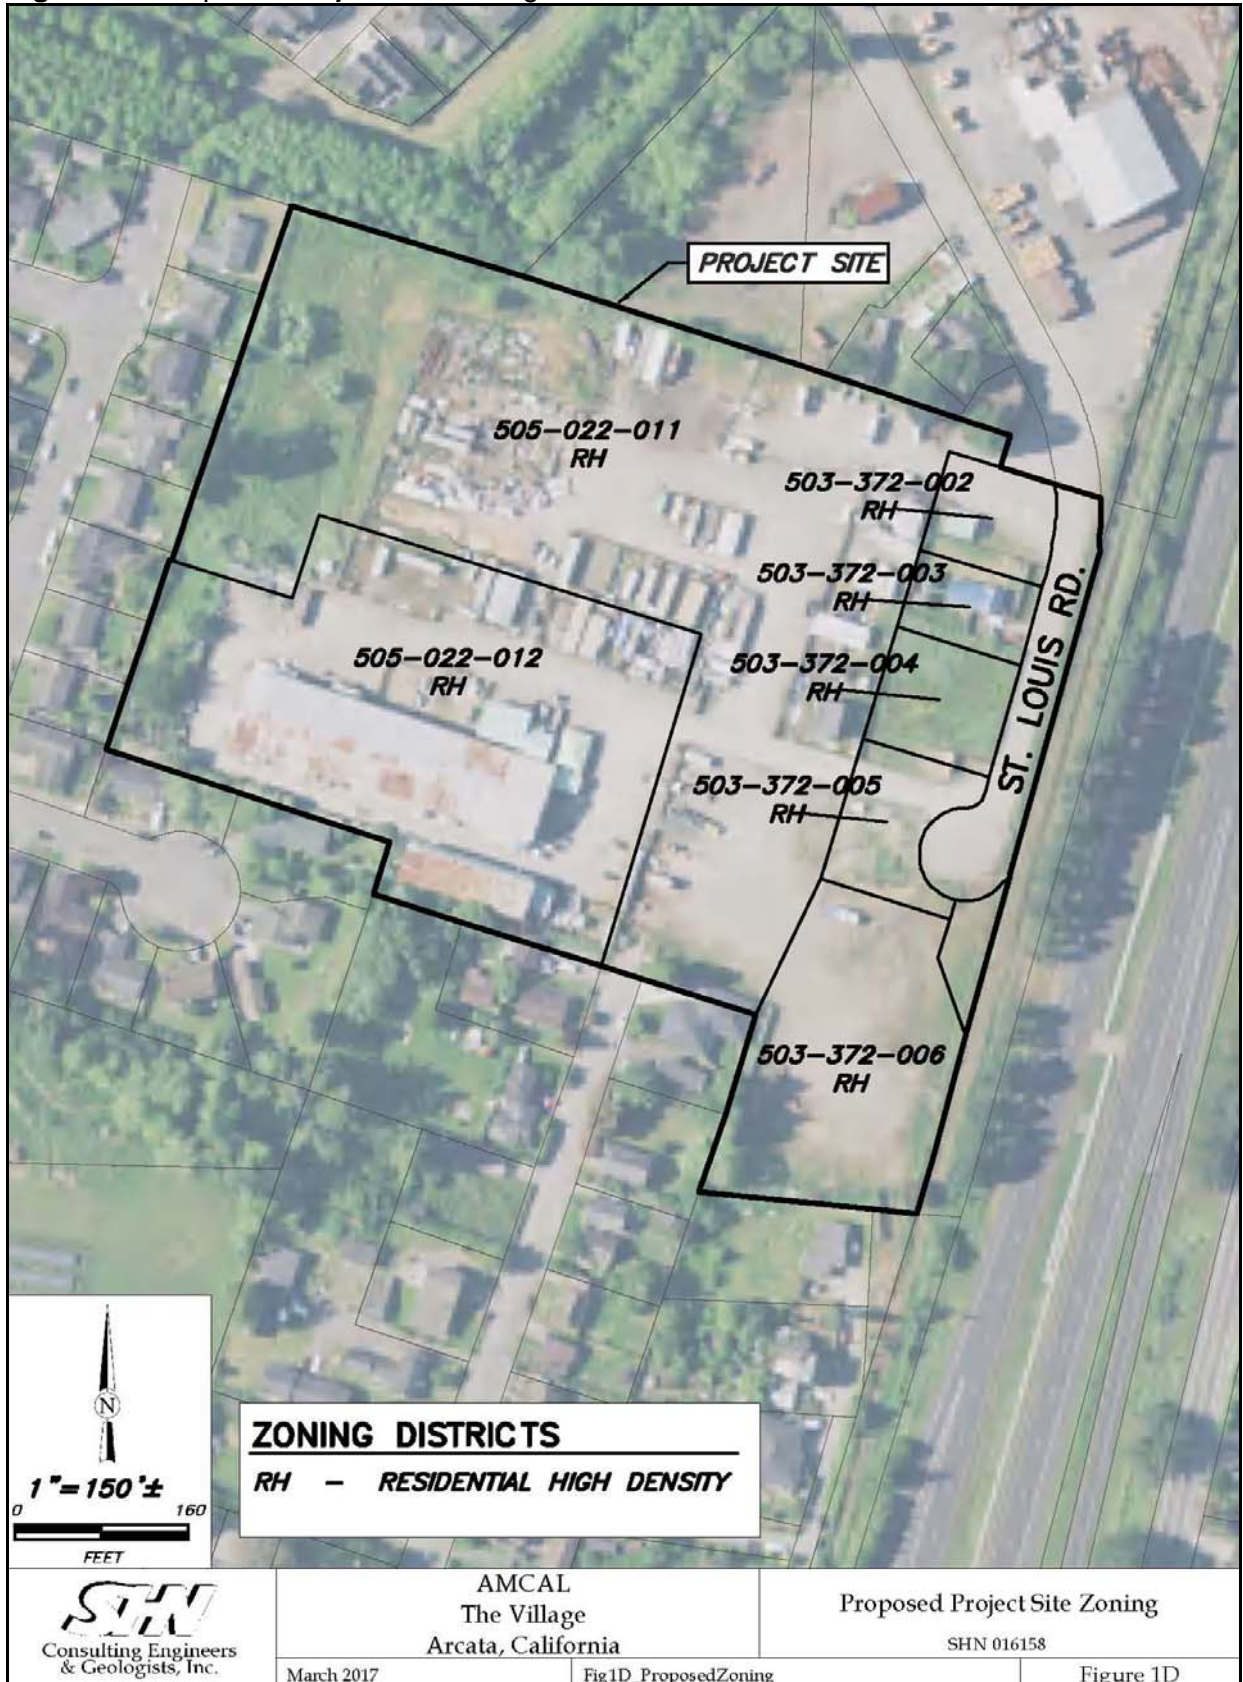 PROJECT SITE
505-022-011
RH
503-372-002
RH
503-372-003
RH
505-022-012
RH
503-372-004
RH
503-372-005
RH
ST. LOUIS RD.
503-372-006
RH
N
1"=150'±
0 160
FEET
ZONING DISTRICTS
RH - RESIDENTIAL HIGH DENSITY
SHN
Consulting Engineers
& Geologists, Inc.
AMCAL
The Village
Arcata, California
Proposed Project Site Zoning
SHN 016158
March 2017
Fig1D_ProposedZoning
Figure 1D